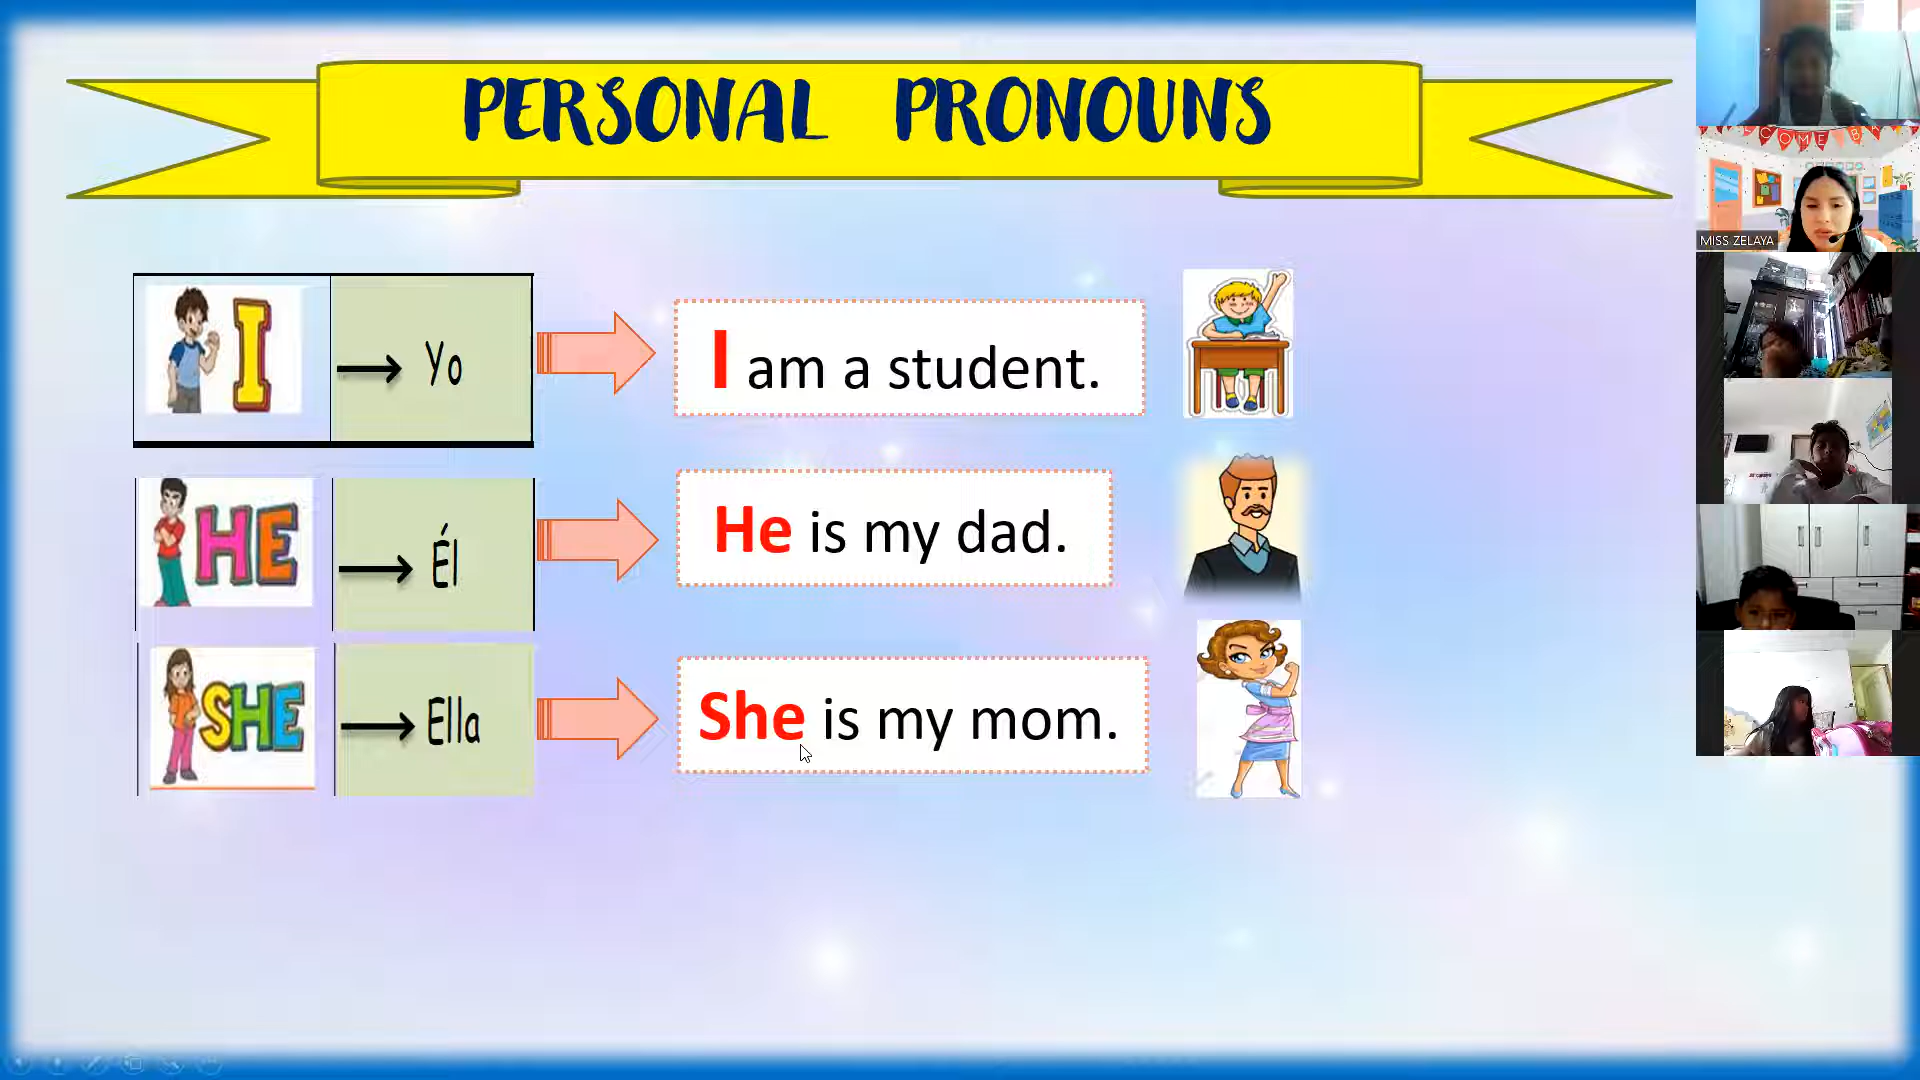 PERSONAL PRONOUNS
I → Yo
I am a student.
HE → Él
He is my dad.
SHE → Ella
She is my mom.
MISS ZELAYA